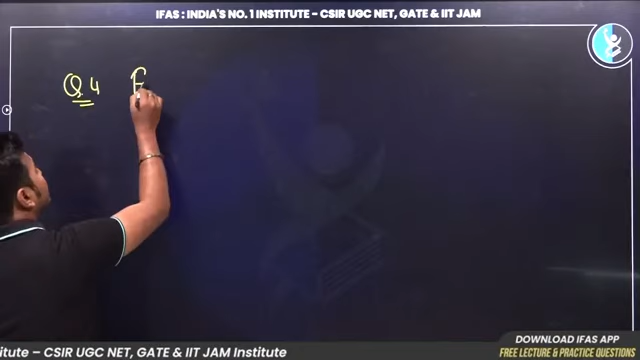 IFAS : INDIA'S NO. 1 INSTITUTE - CSIR UGC NET, GATE & IIT JAM
Q 4 F
DOWNLOAD IFAS APP
itute – CSIR UGC NET, GATE & IIT JAM Institute
FREE LECTURE & PRACTICE QUESTIONS